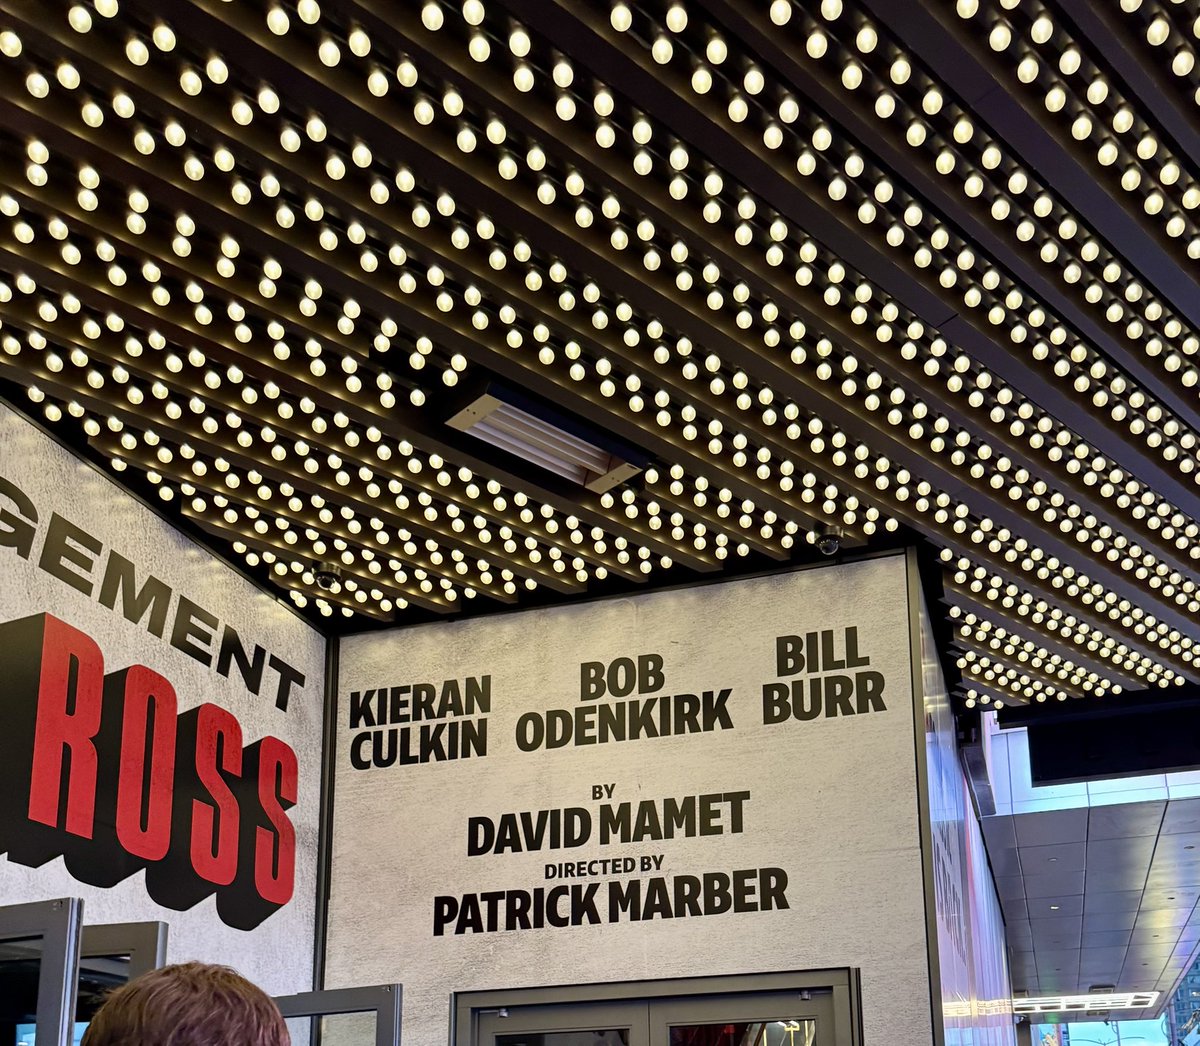 GEMENT
ROSS
KIERAN
CULKIN
BOB
ODENKIRK
BILL
BURR
BY
DAVID MAMET
DIRECTED BY
PATRICK MARBER